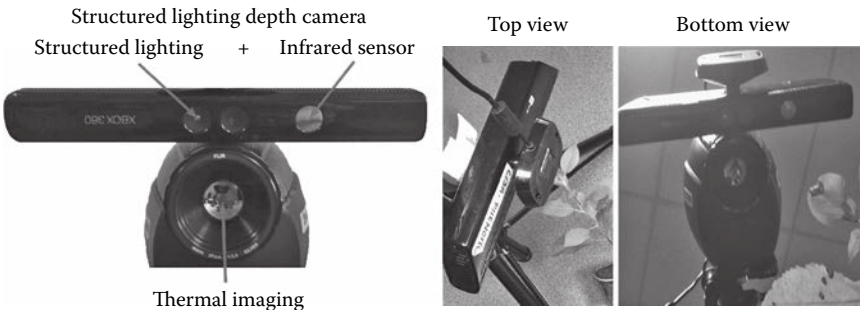 Structured lighting depth camera
Structured lighting + Infrared sensor
Top view
Bottom view
XBOX 360
FLIR
Thermal imaging